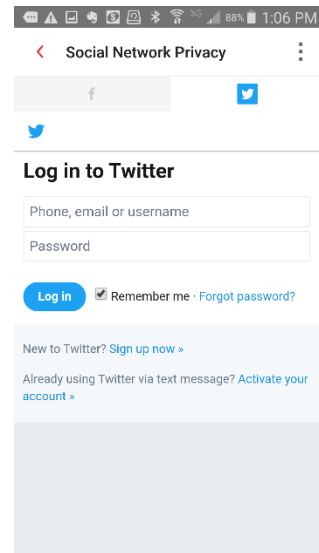 88% 1:06 PM
Social Network Privacy
f
Log in to Twitter
Phone, email or username
Password
Log in Remember me · Forgot password?
New to Twitter? Sign up now »
Already using Twitter via text message? Activate your
account »